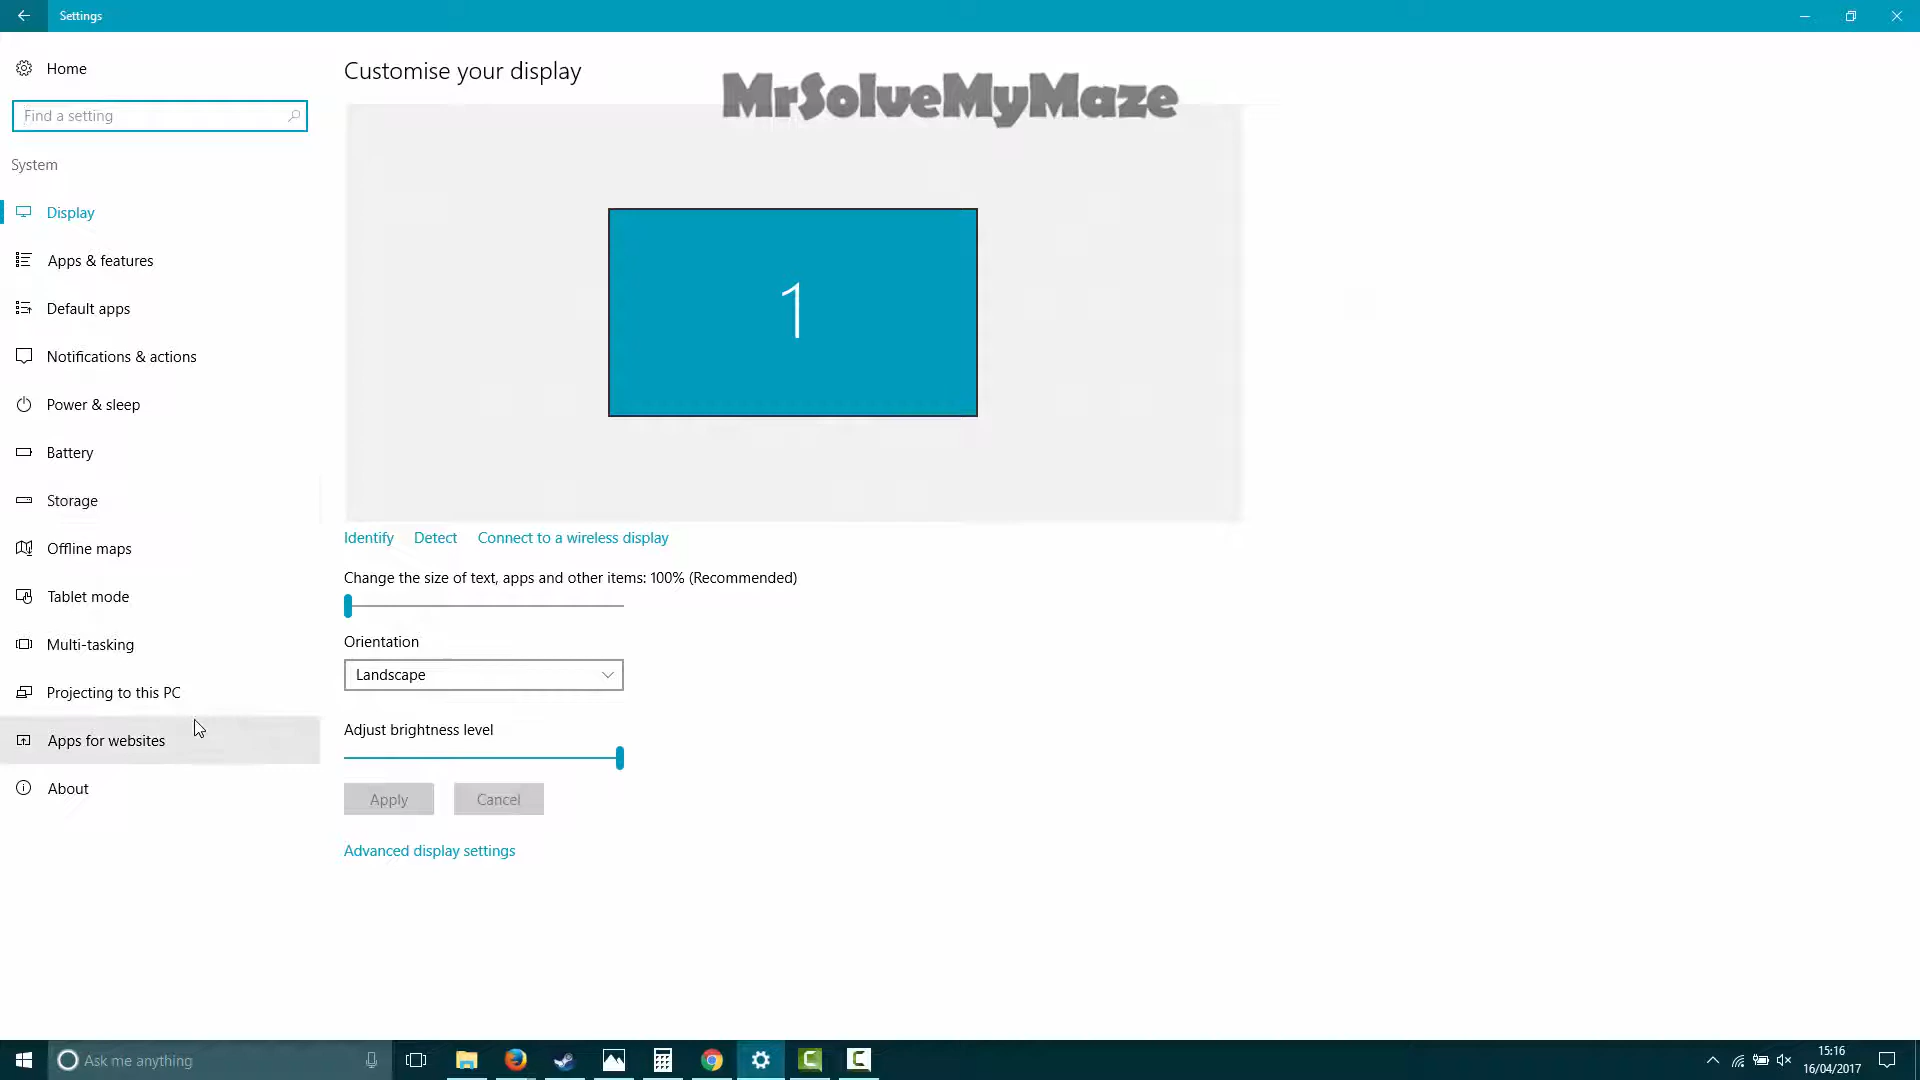 Settings
Home
Find a setting
System
Display
Apps & features
Default apps
Notifications & actions
Power & sleep
Battery
Storage
Offline maps
Tablet mode
Multi-tasking
Projecting to this PC
Apps for websites
About
Customise your display
MrSolveMyMaze
1
Identify Detect Connect to a wireless display
Change the size of text, apps and other items: 100% (Recommended)
Orientation
Landscape
Adjust brightness level
Apply Cancel
Advanced display settings
Ask me anything
15:16
16/04/2017